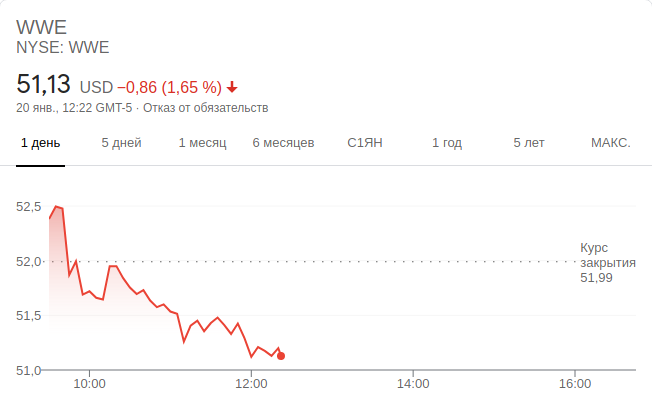 WWE
NYSE: WWE
51,13 USD −0,86 (1,65 %)
20 янв., 12:22 GMT-5 · Отказ от обязательств
1 день 5 дней 1 месяц 6 месяцев С1ЯН 1 год 5 лет МАКС.
52,5
52,0
51,5
51,0
Курс
закрытия
51,99
10:00 12:00 14:00 16:00